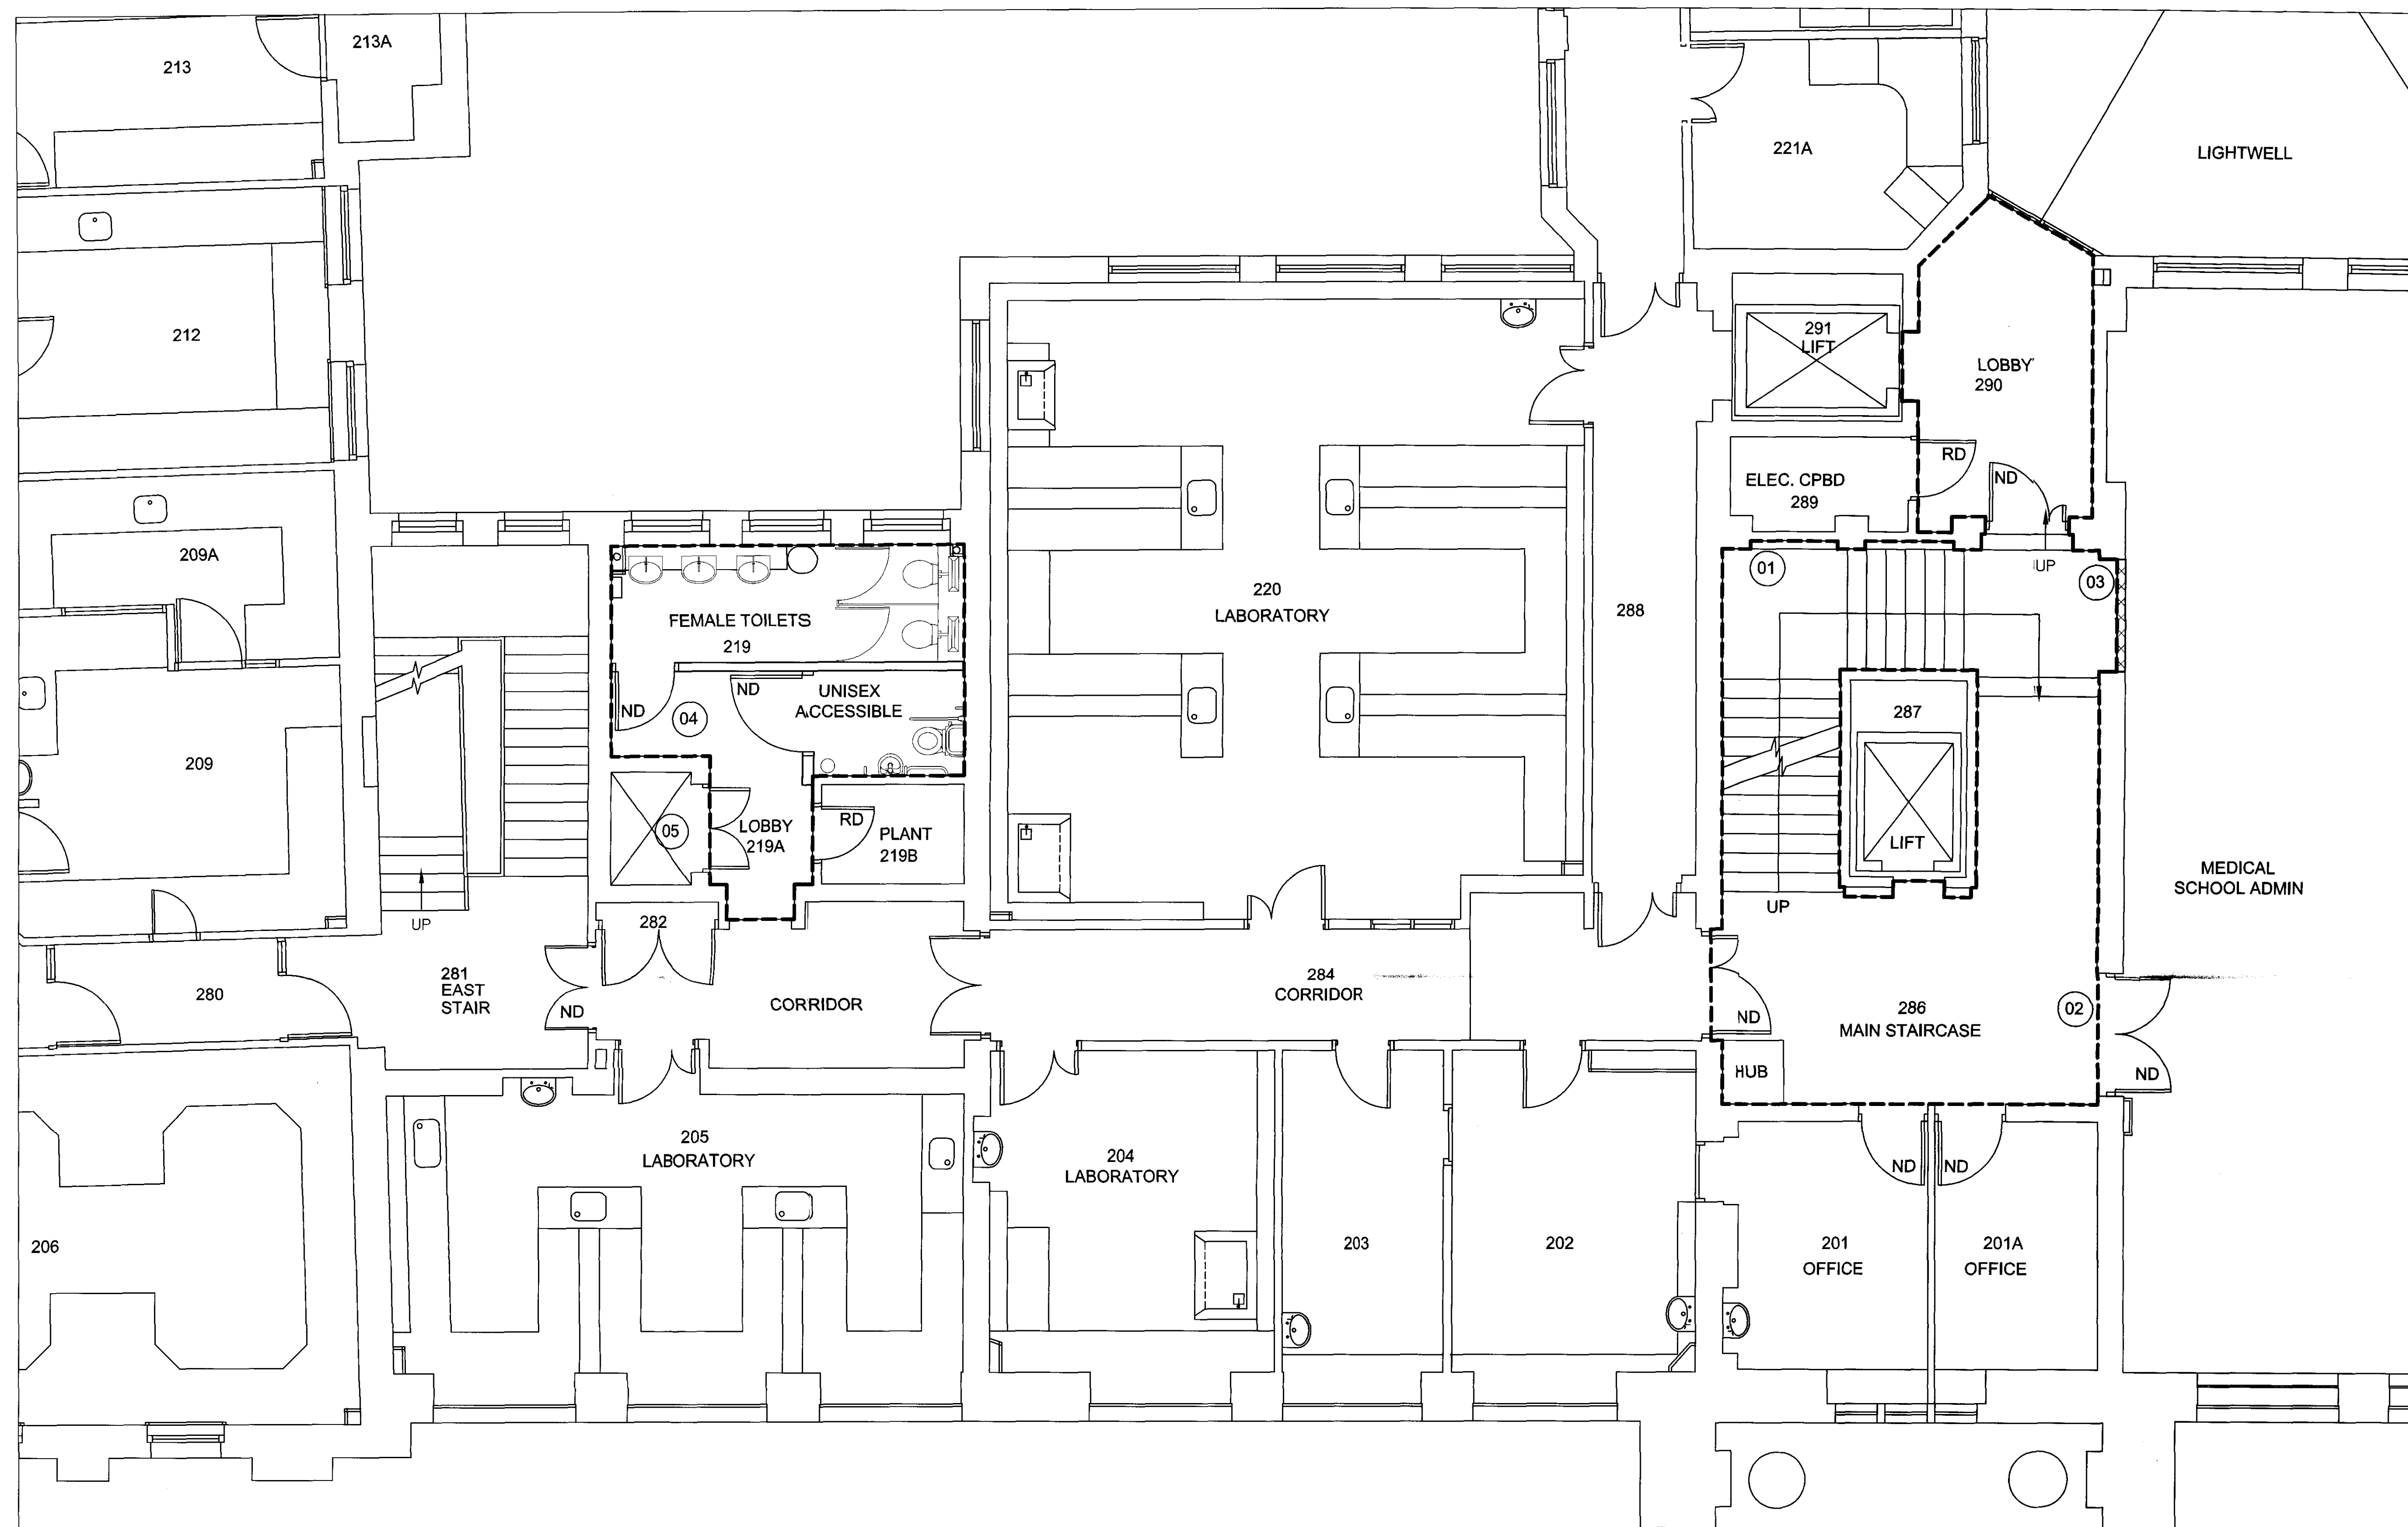 213A
213
221A
LIGHTWELL
212
291
LIFT
LOBBY
290
RD
ND
ELEC. CPBD
289
209A
01
UP
03
220
LABORATORY
288
FEMALE TOILETS
219
ND
UNISEX
ACCESSIBLE
ND
04
287
209
05
LOBBY
219A
RD
PLANT
219B
LIFT
MEDICAL
SCHOOL ADMIN
UP
UP
282
281
EAST
STAIR
280
ND
CORRIDOR
284
CORRIDOR
ND
286
MAIN STAIRCASE
02
HUB
ND
205
LABORATORY
204
LABORATORY
ND
ND
206
203
202
201
OFFICE
201A
OFFICE